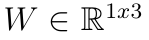 W ∈ ℝ^{1x3}